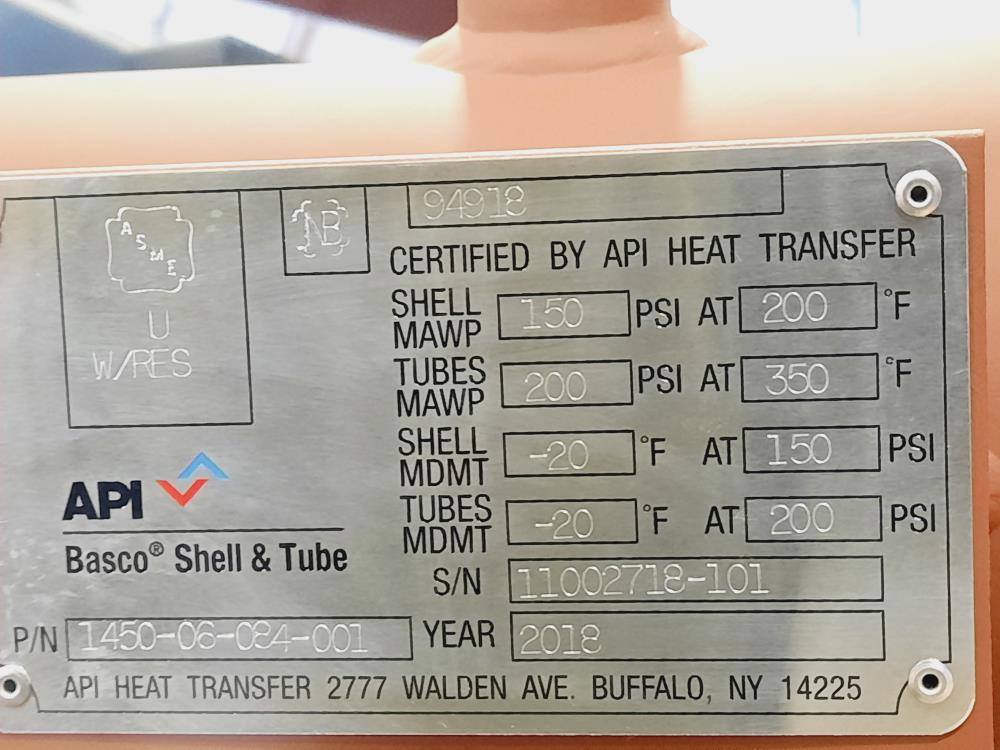 ASME
NB
94918
U
W/RES
CERTIFIED BY API HEAT TRANSFER
SHELL MAWP 150 PSI AT 200 °F
TUBES MAWP 200 PSI AT 350 °F
SHELL MDMT -20 °F AT 150 PSI
TUBES MDMT -20 °F AT 200 PSI
API
Basco® Shell & Tube
S/N 11002718-101
P/N 1450-06-084-001 YEAR 2018
API HEAT TRANSFER 2777 WALDEN AVE. BUFFALO, NY 14225